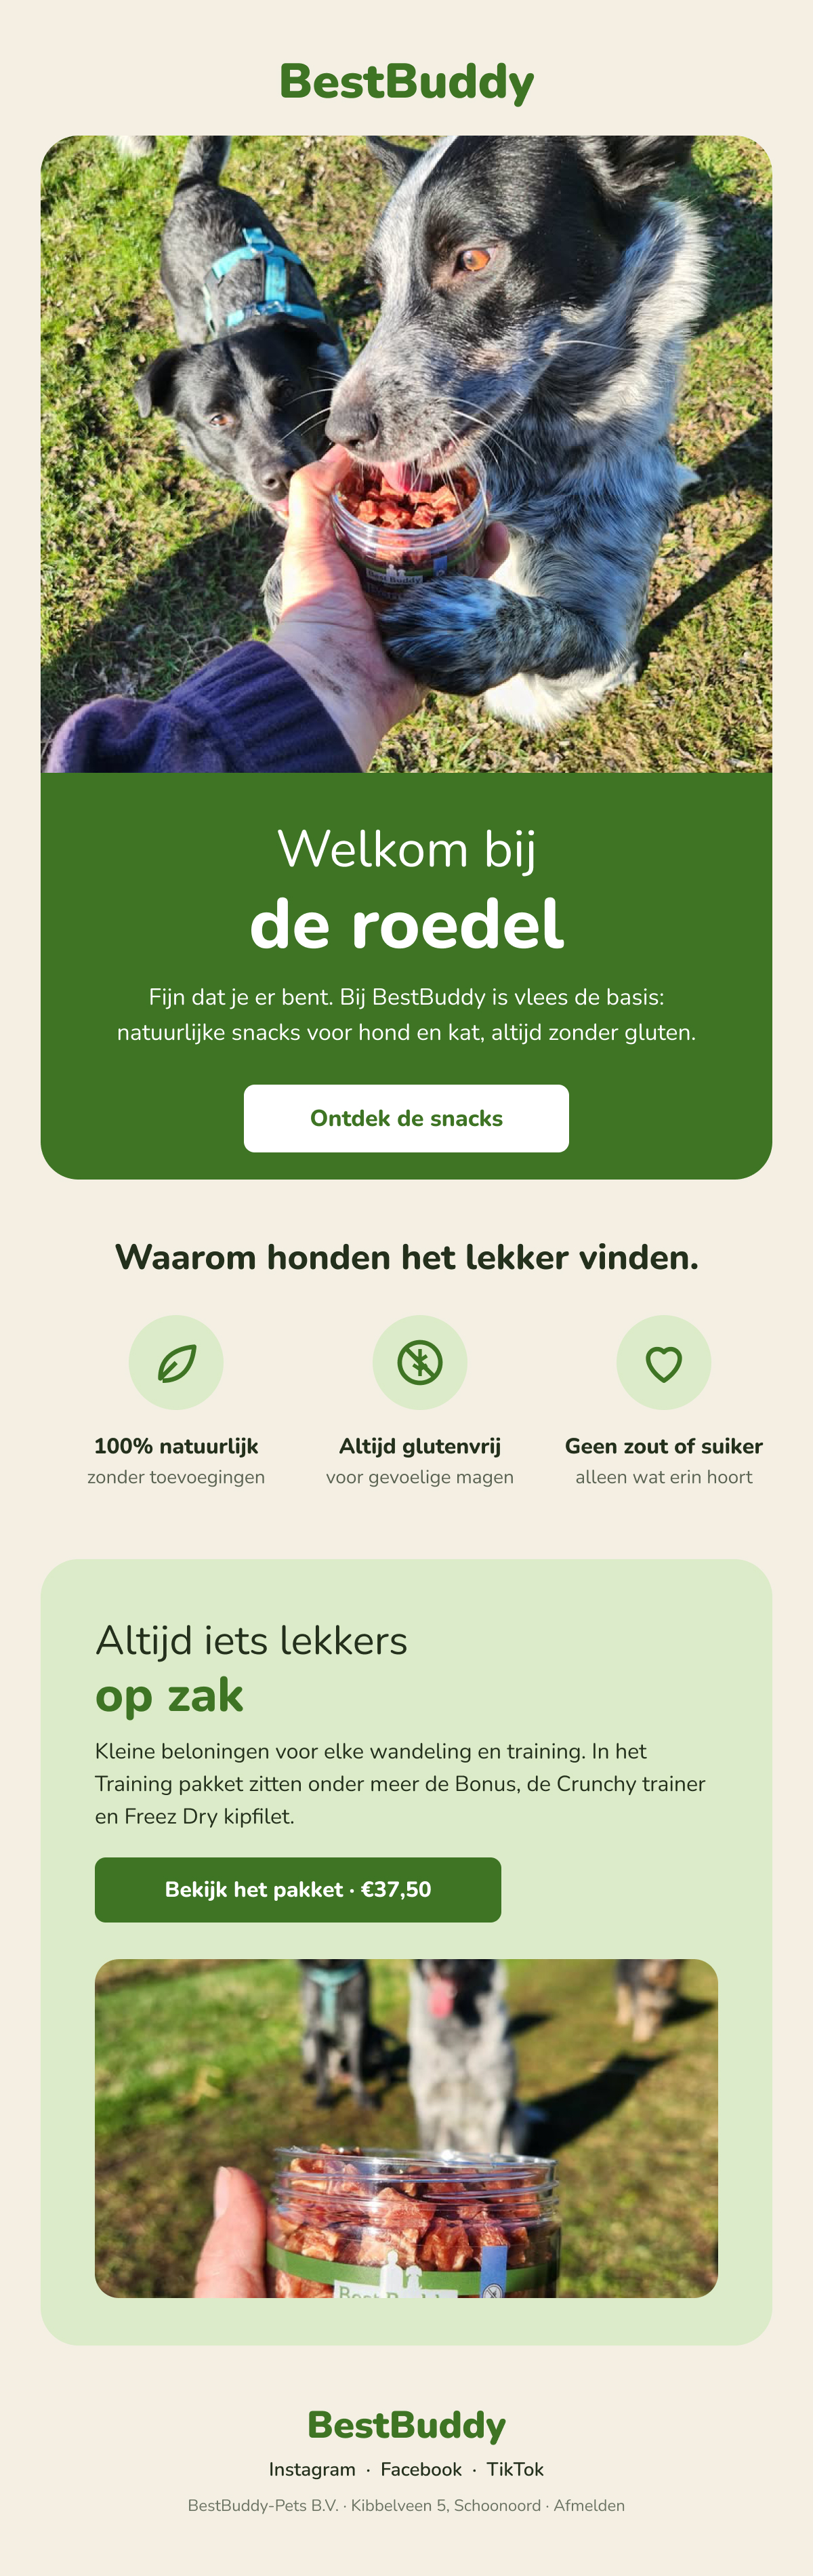 BestBuddy
Best Buddy
Welkom bij
de roedel
Fijn dat je er bent. Bij BestBuddy is vlees de basis:
natuurlijke snacks voor hond en kat, altijd zonder gluten.
Ontdek de snacks
Waarom honden het lekker vinden.
100% natuurlijk
zonder toevoegingen
Altijd glutenvrij
voor gevoelige magen
Geen zout of suiker
alleen wat erin hoort
Altijd iets lekkers
op zak
Kleine beloningen voor elke wandeling en training. In het
Training pakket zitten onder meer de Bonus, de Crunchy trainer
en Freez Dry kipfilet.
Bekijk het pakket · €37,50
Best Buddy
BestBuddy
Instagram · Facebook · TikTok
BestBuddy-Pets B.V. · Kibbelveen 5, Schoonoord · Afmelden